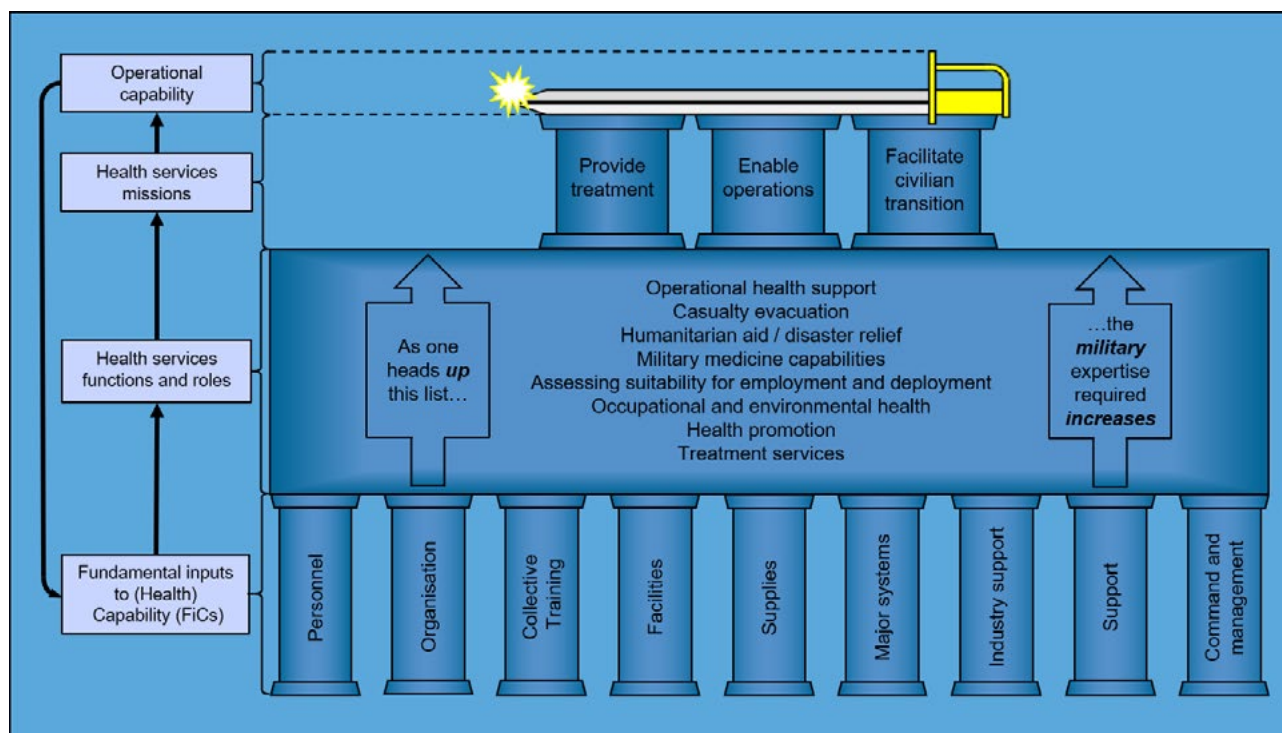 Operational
capability
Health services
missions
Health services
functions and roles
Fundamental inputs
to (Health)
Capability (FiCs)
Provide
treatment
Enable
operations
Facilitate
civilian
transition
As one
heads up
this list…
Operational health support
Casualty evacuation
Humanitarian aid / disaster relief
Military medicine capabilities
Assessing suitability for employment and deployment
Occupational and environmental health
Health promotion
Treatment services
…the
military
expertise
required
increases
Personnel
Organisation
Collective
Training
Facilities
Supplies
Major systems
Industry support
Support
Command and
management